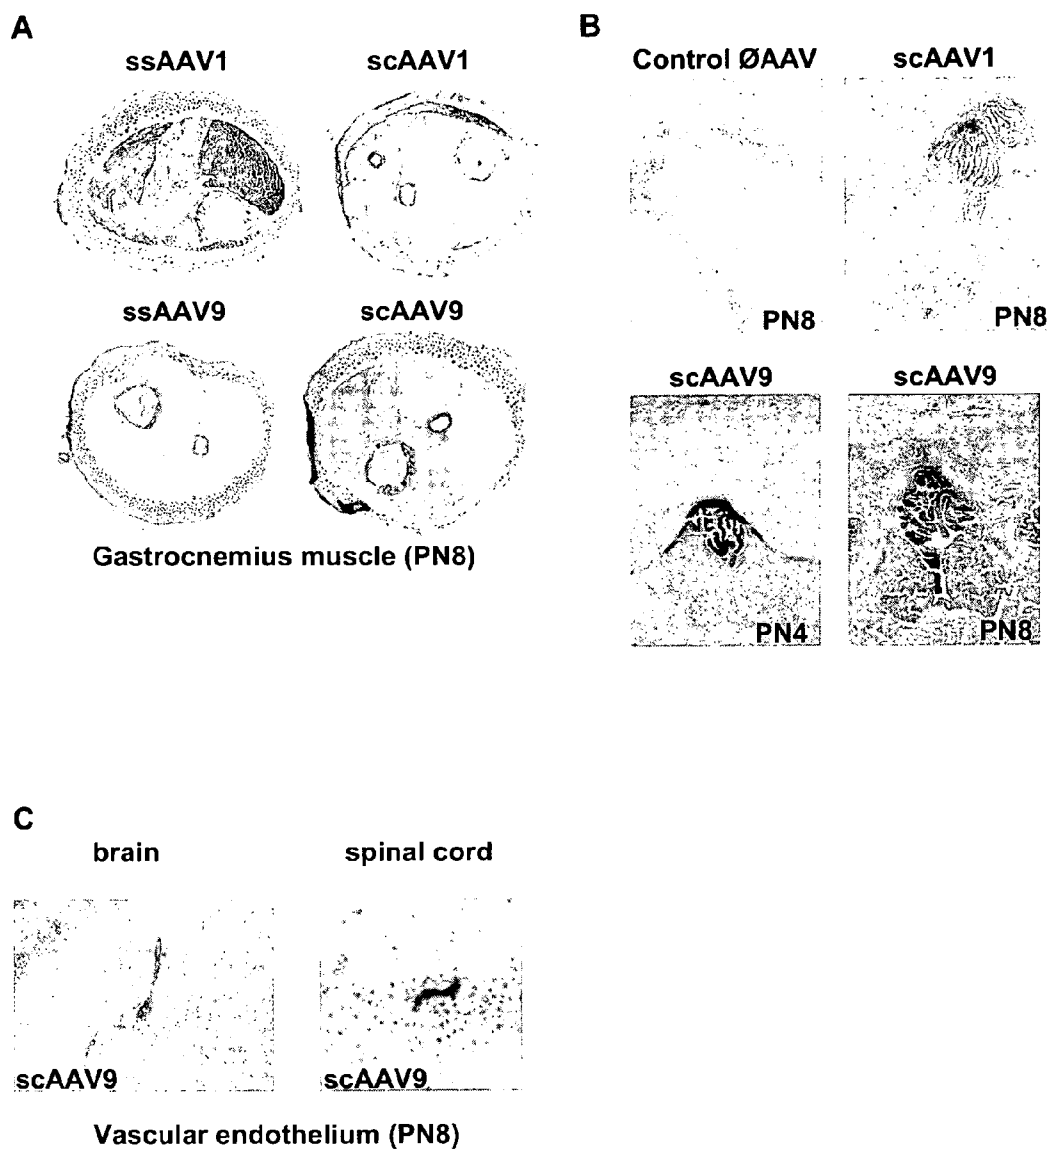 A
ssAAV1 scAAV1
ssAAV9 scAAV9
Gastrocnemius muscle (PN8)
B
Control ØAAV scAAV1
PN8 PN8
scAAV9 scAAV9
PN4 PN8
C
brain spinal cord
scAAV9 scAAV9
Vascular endothelium (PN8)